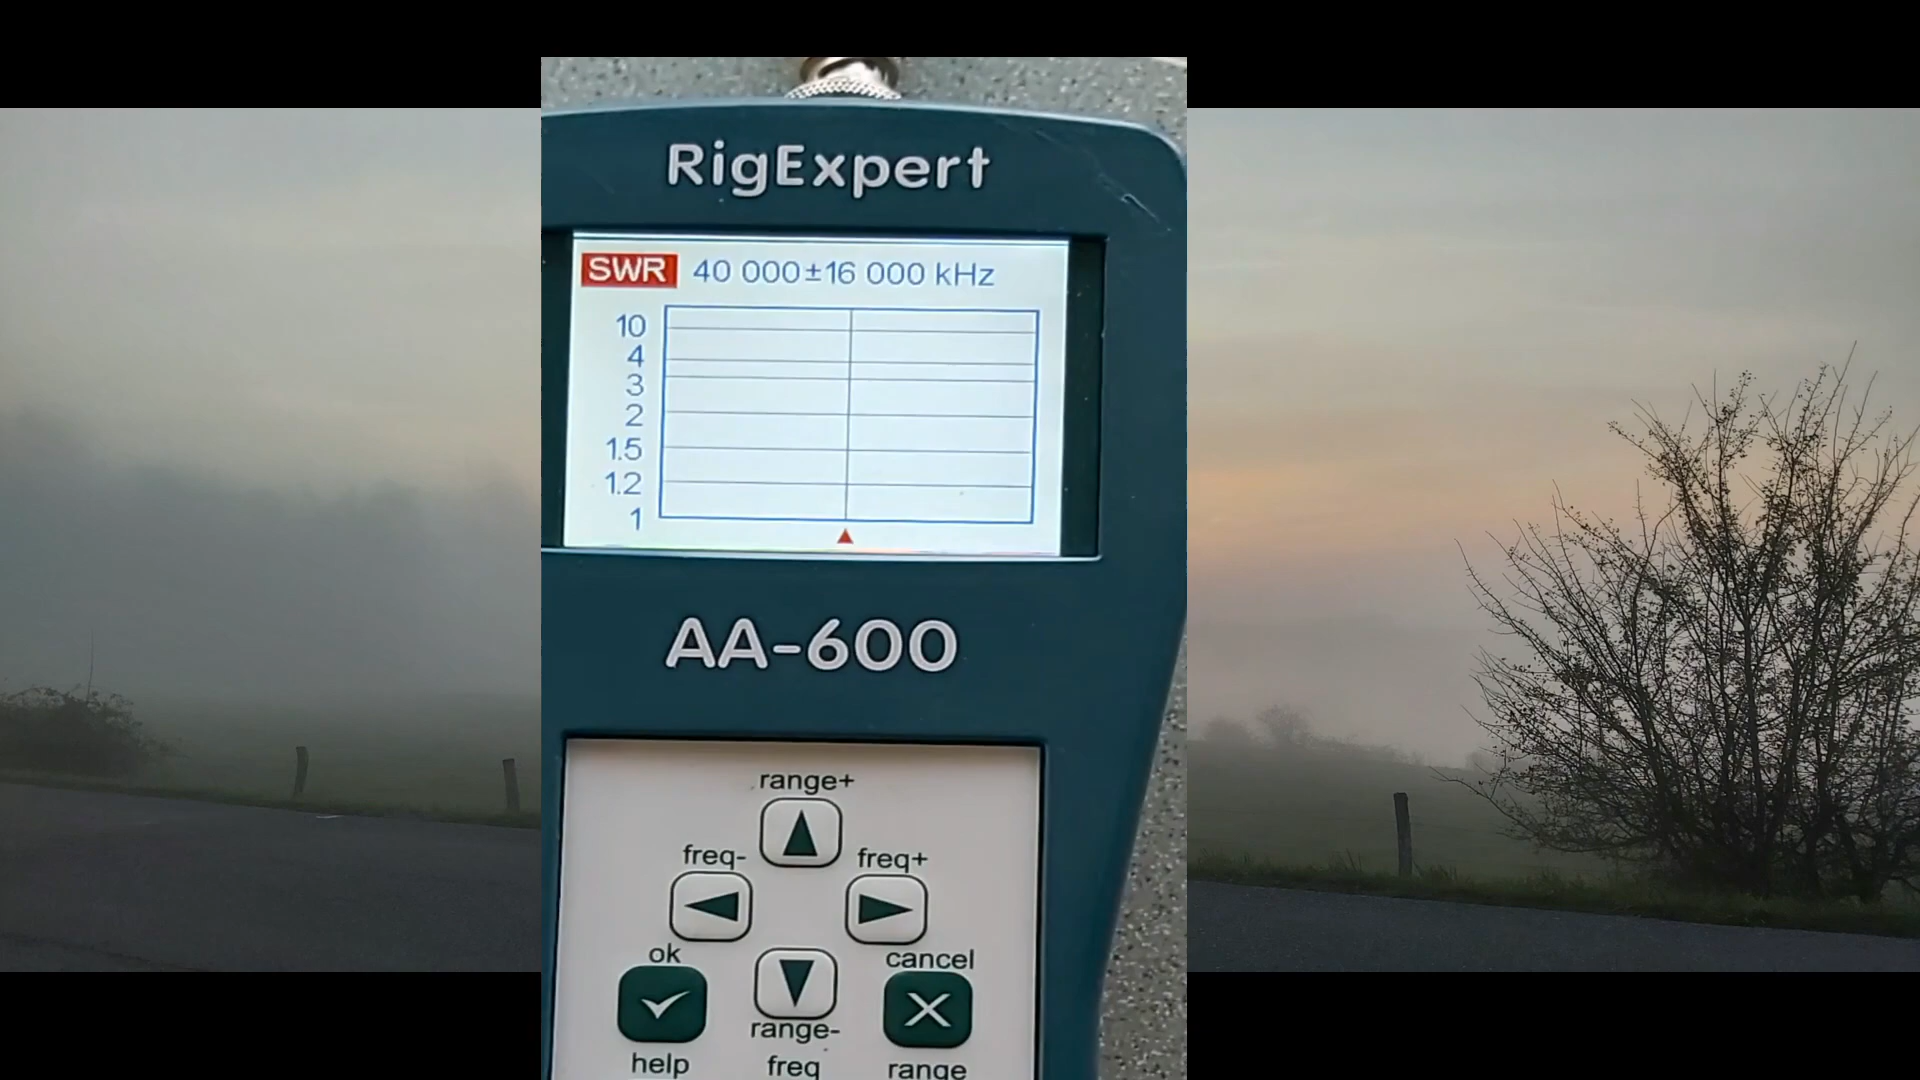 RigExpert
SWR 40 000±16 000 kHz
10
4
3
2
1.5
1.2
1
AA-600
range+
freq- freq+
ok cancel
range-
help freq range